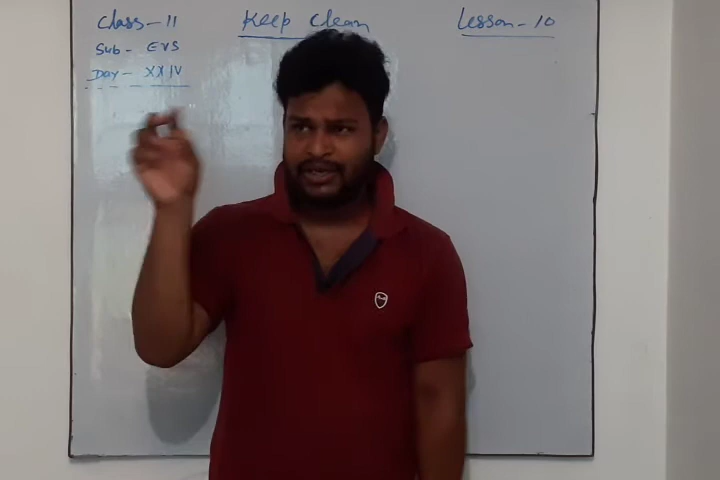 Class - II
Sub - EVS
Day - XXIV
Keep Clean
Lesson - 10